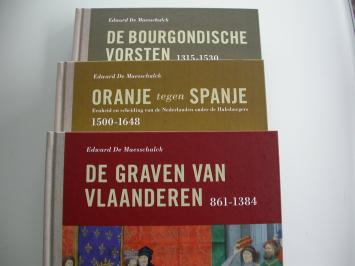 Edward De Maesschalck
DE BOURGONDISCHE
VORSTEN 1315-1530
Edward De Maesschalck
ORANJE tegen SPANJE
Eenheid en scheiding van de Nederlanden onder de Habsburgers
1500-1648
Edward De Maesschalck
DE GRAVEN VAN
VLAANDEREN 861-1384